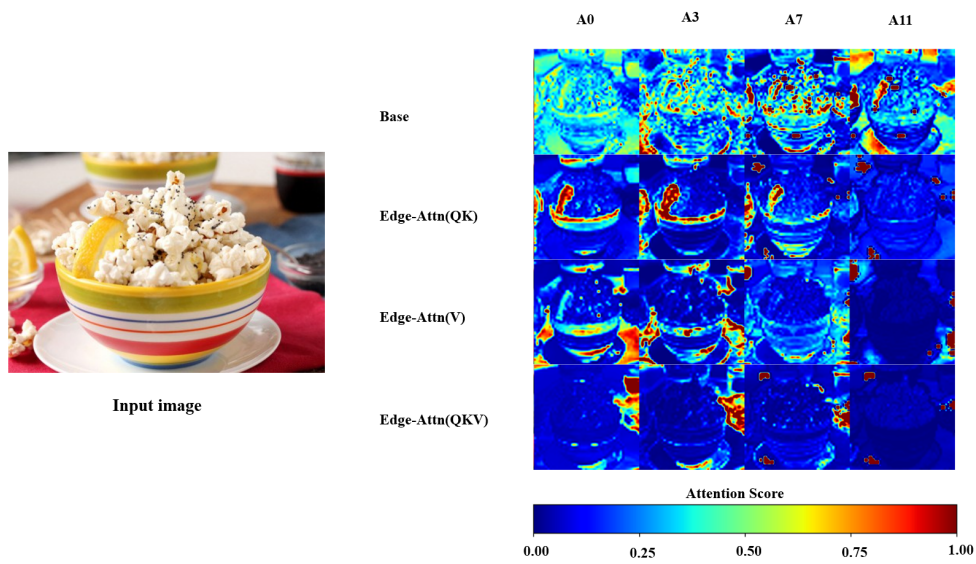 A0 A3 A7 A11
Base
Edge-Attn(QK)
Edge-Attn(V)
Input image
Edge-Attn(QKV)
Attention Score
0.00 0.25 0.50 0.75 1.00